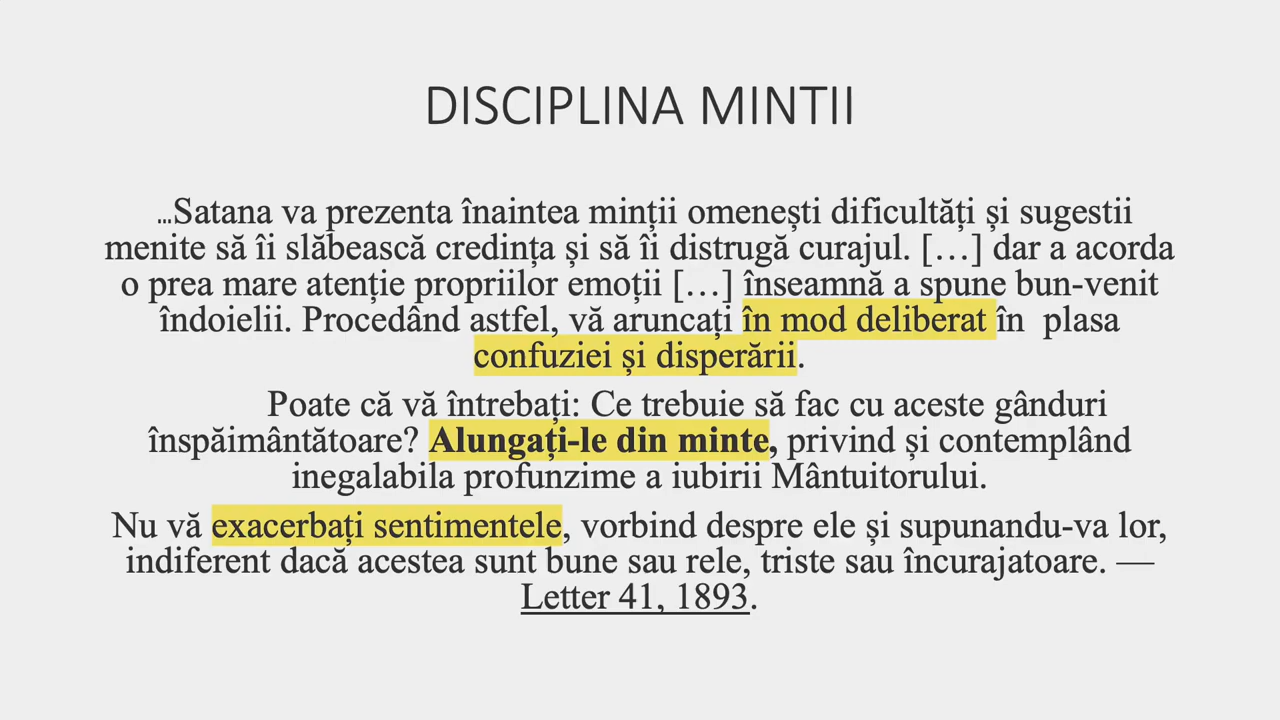 DISCIPLINA MINTII
...Satana va prezenta înaintea minții omenești dificultăți și sugestii
menite să îi slăbească credința și să îi distrugă curajul. […] dar a acorda
o prea mare atenție propriilor emoții […] înseamnă a spune bun-venit
îndoielii. Procedând astfel, vă aruncați în mod deliberat în plasa
confuziei și disperării.
Poate că vă întrebați: Ce trebuie să fac cu aceste gânduri
înspăimântătoare? Alungați-le din minte, privind și contemplând
inegalabila profunzime a iubirii Mântuitorului.
Nu vă exacerbați sentimentele, vorbind despre ele și supunandu-va lor,
indiferent dacă acestea sunt bune sau rele, triste sau încurajatoare. —
Letter 41, 1893.